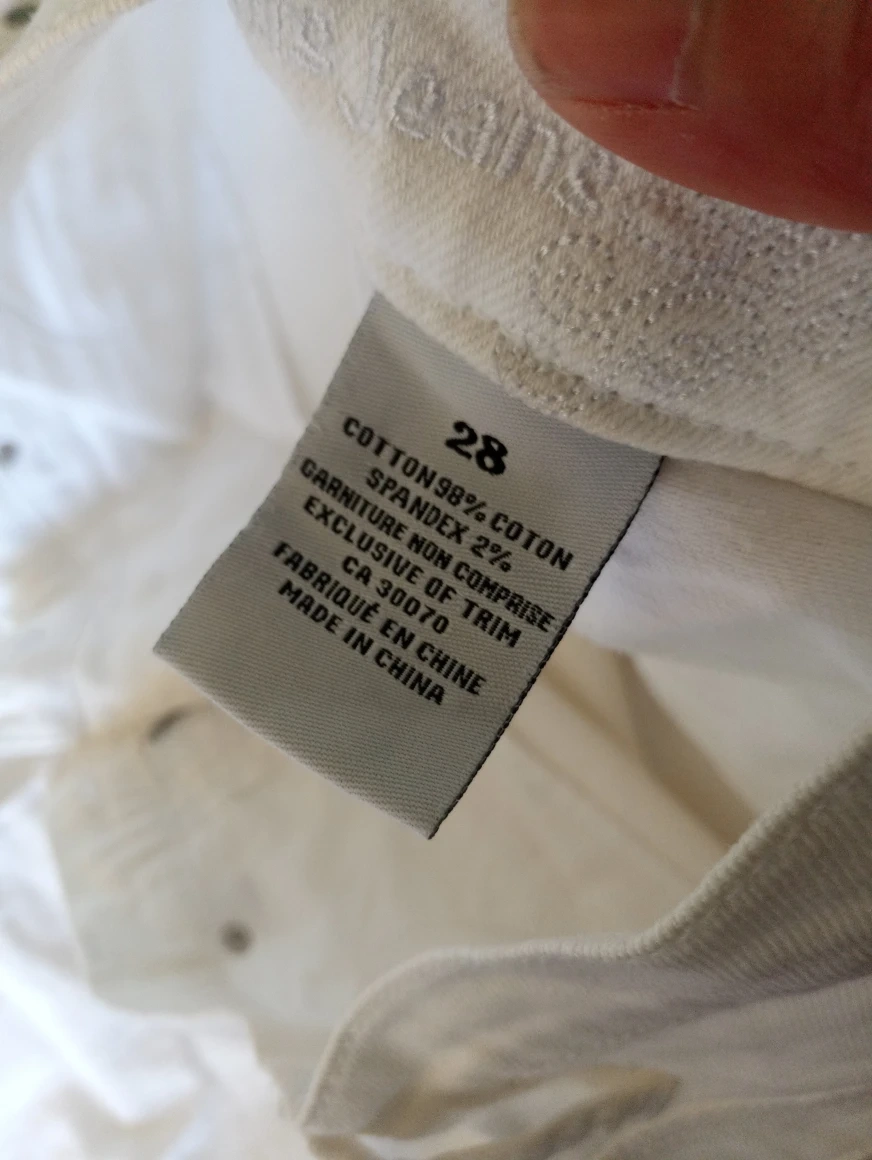 s Jeans
28
COTTON98% COTON
SPANDEX 2%
GARNITURE NON COMPRISE
EXCLUSIVE OF TRIM
CA 30070
FABRIQUÉ EN CHINE
MADE IN CHINA